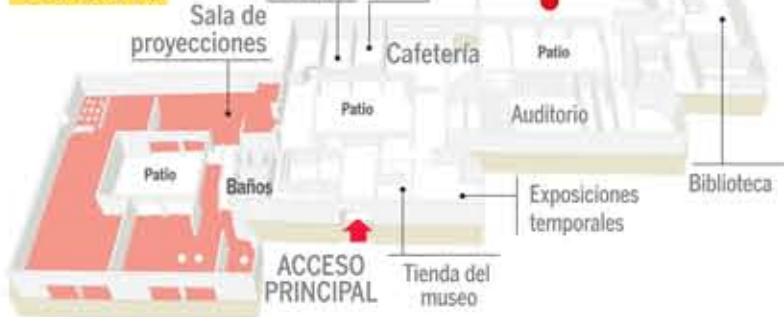 Sala de
proyecciones
Cafetería
Patio
Patio
Auditorio
Patio
Baños
Exposiciones
temporales
Biblioteca
ACCESO
PRINCIPAL
Tienda del
museo